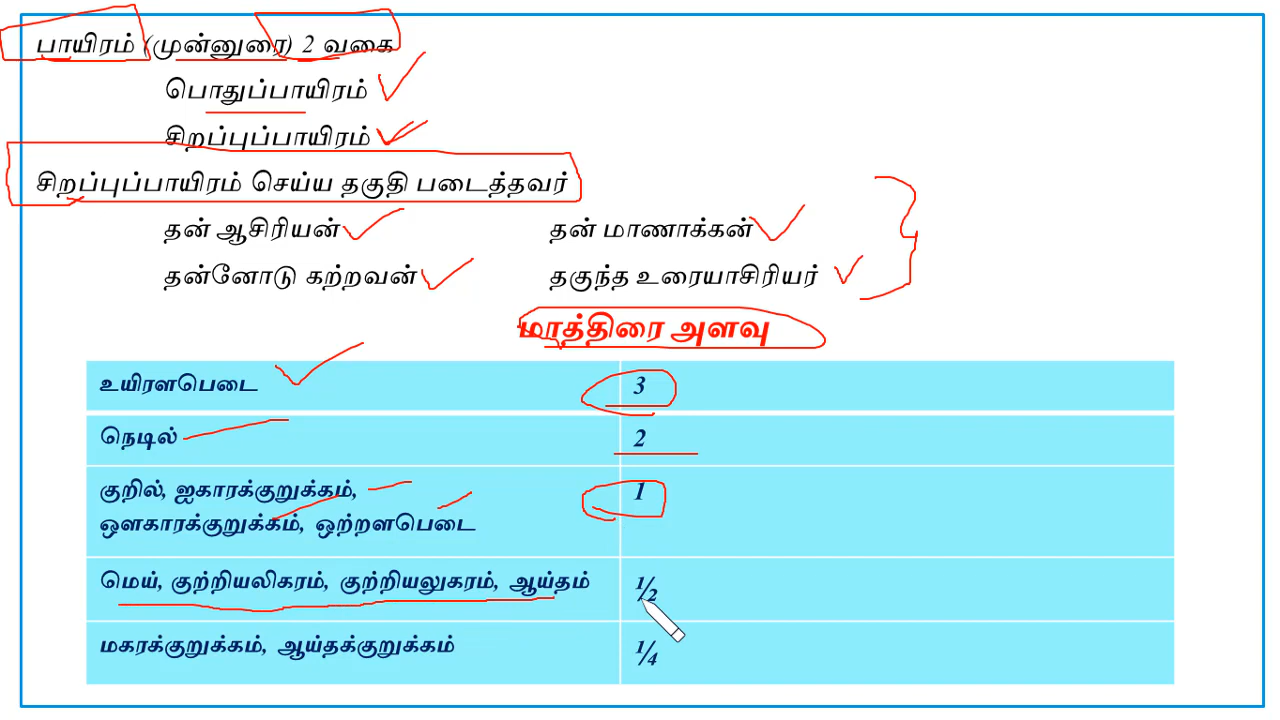 பாயிரம் (முன்னுரை) 2 வகை
பொதுப்பாயிரம்
சிறப்புப்பாயிரம்
சிறப்புப்பாயிரம் செய்ய தகுதி படைத்தவர்
தன் ஆசிரியன் தன் மாணாக்கன்
தன்னோடு கற்றவன் தகுந்த உரையாசிரியர்
மாத்திரை அளவு
உயிரளபெடை 3
நெடில் 2
குறில், ஐகாரக்குறுக்கம், 1
ஔகாரக்குறுக்கம், ஒற்றளபெடை
மெய், குற்றியலிகரம், குற்றியலுகரம், ஆய்தம் ½
மகரக்குறுக்கம், ஆய்தக்குறுக்கம் ¼